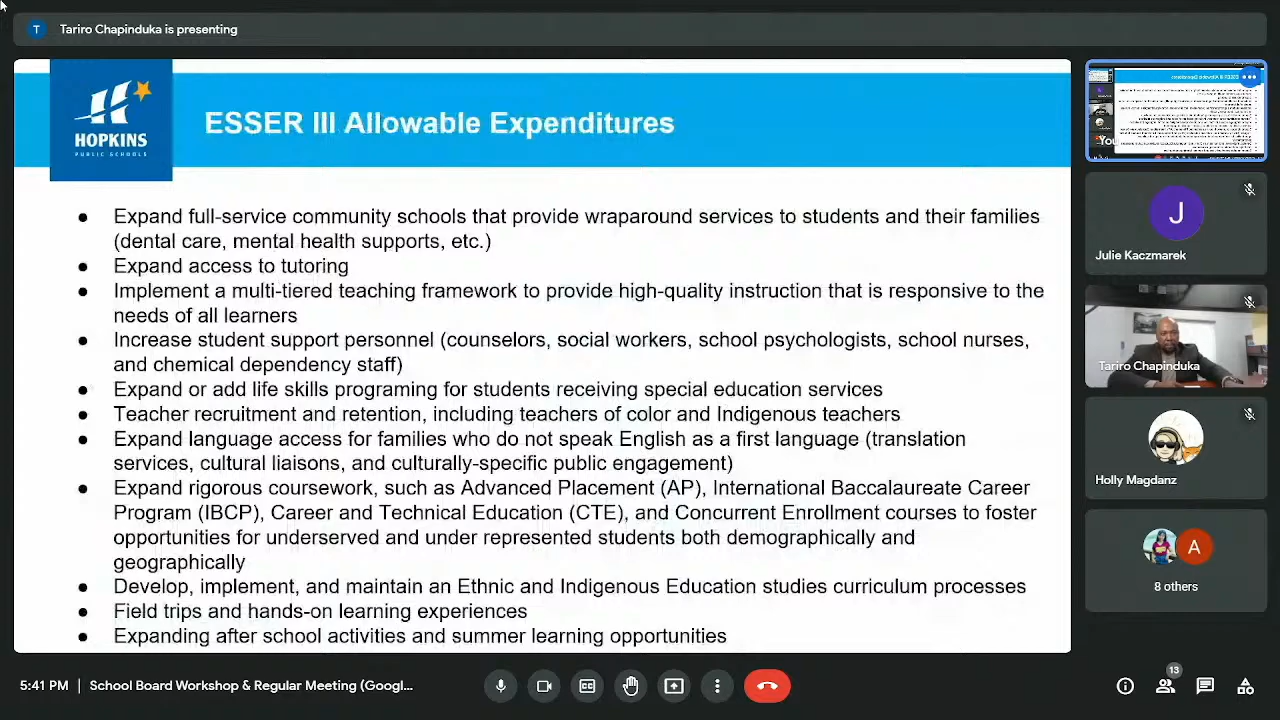 T
Tariro Chapinduka is presenting
HOPKINS
PUBLIC SCHOOLS
ESSER III Allowable Expenditures
● Expand full-service community schools that provide wraparound services to students and their families
(dental care, mental health supports, etc.)
● Expand access to tutoring
● Implement a multi-tiered teaching framework to provide high-quality instruction that is responsive to the
needs of all learners
● Increase student support personnel (counselors, social workers, school psychologists, school nurses,
and chemical dependency staff)
● Expand or add life skills programing for students receiving special education services
● Teacher recruitment and retention, including teachers of color and Indigenous teachers
● Expand language access for families who do not speak English as a first language (translation
services, cultural liaisons, and culturally-specific public engagement)
● Expand rigorous coursework, such as Advanced Placement (AP), International Baccalaureate Career
Program (IBCP), Career and Technical Education (CTE), and Concurrent Enrollment courses to foster
opportunities for underserved and under represented students both demographically and
geographically
● Develop, implement, and maintain an Ethnic and Indigenous Education studies curriculum processes
● Field trips and hands-on learning experiences
● Expanding after school activities and summer learning opportunities
You
J
Julie Kaczmarek
Tariro Chapinduka
Holly Magdanz
A
8 others
5:41 PM | School Board Workshop & Regular Meeting (Googl...
13